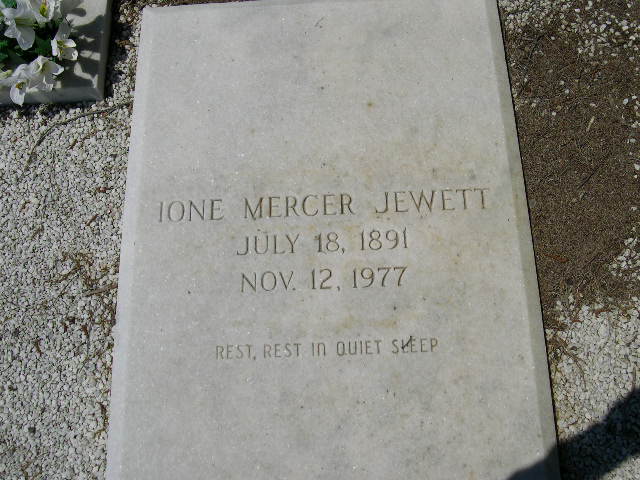 IONE MERCER JEWETT
JULY 18, 1891
NOV. 12, 1977
REST, REST IN QUIET SLEEP